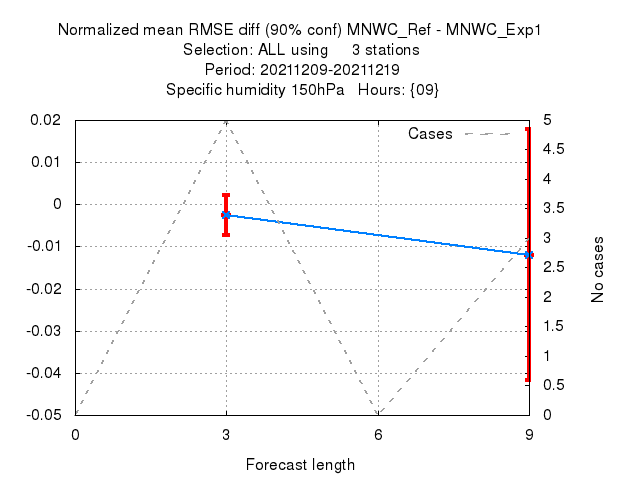 Normalized mean RMSE diff (90% conf) MNWC_Ref - MNWC_Exp1
Selection: ALL using 3 stations
Period: 20211209-20211219
Specific humidity 150hPa Hours: {09}
Cases
0.02
0.01
0
-0.01
-0.02
-0.03
-0.04
-0.05
5
4.5
4
3.5
3
2.5
2
1.5
1
0.5
0
No cases
0 3 6 9
Forecast length